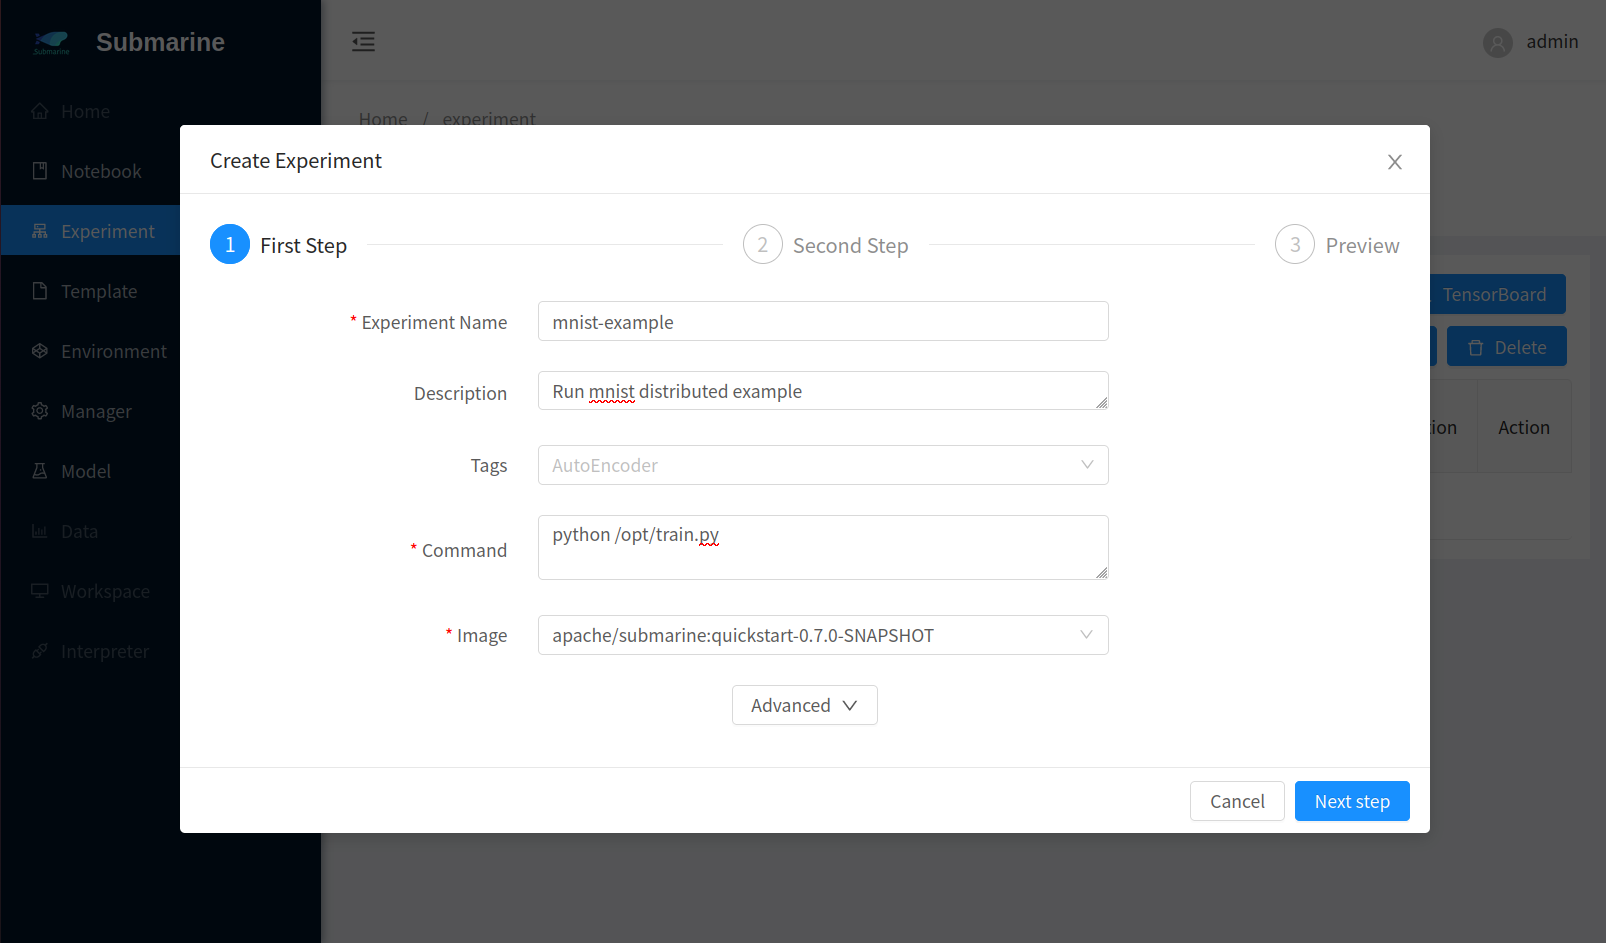 Submarine
Submarine
admin
Home
Notebook
Experiment
Template
Environment
Manager
Model
Data
Workspace
Interpreter
Home / experiment
Create Experiment
1 First Step
2 Second Step
3 Preview
* Experiment Name mnist-example
Description Run mnist distributed example
Tags AutoEncoder
* Command python /opt/train.py
* Image apache/submarine:quickstart-0.7.0-SNAPSHOT
Advanced
Cancel Next step
TensorBoard
Delete
Action